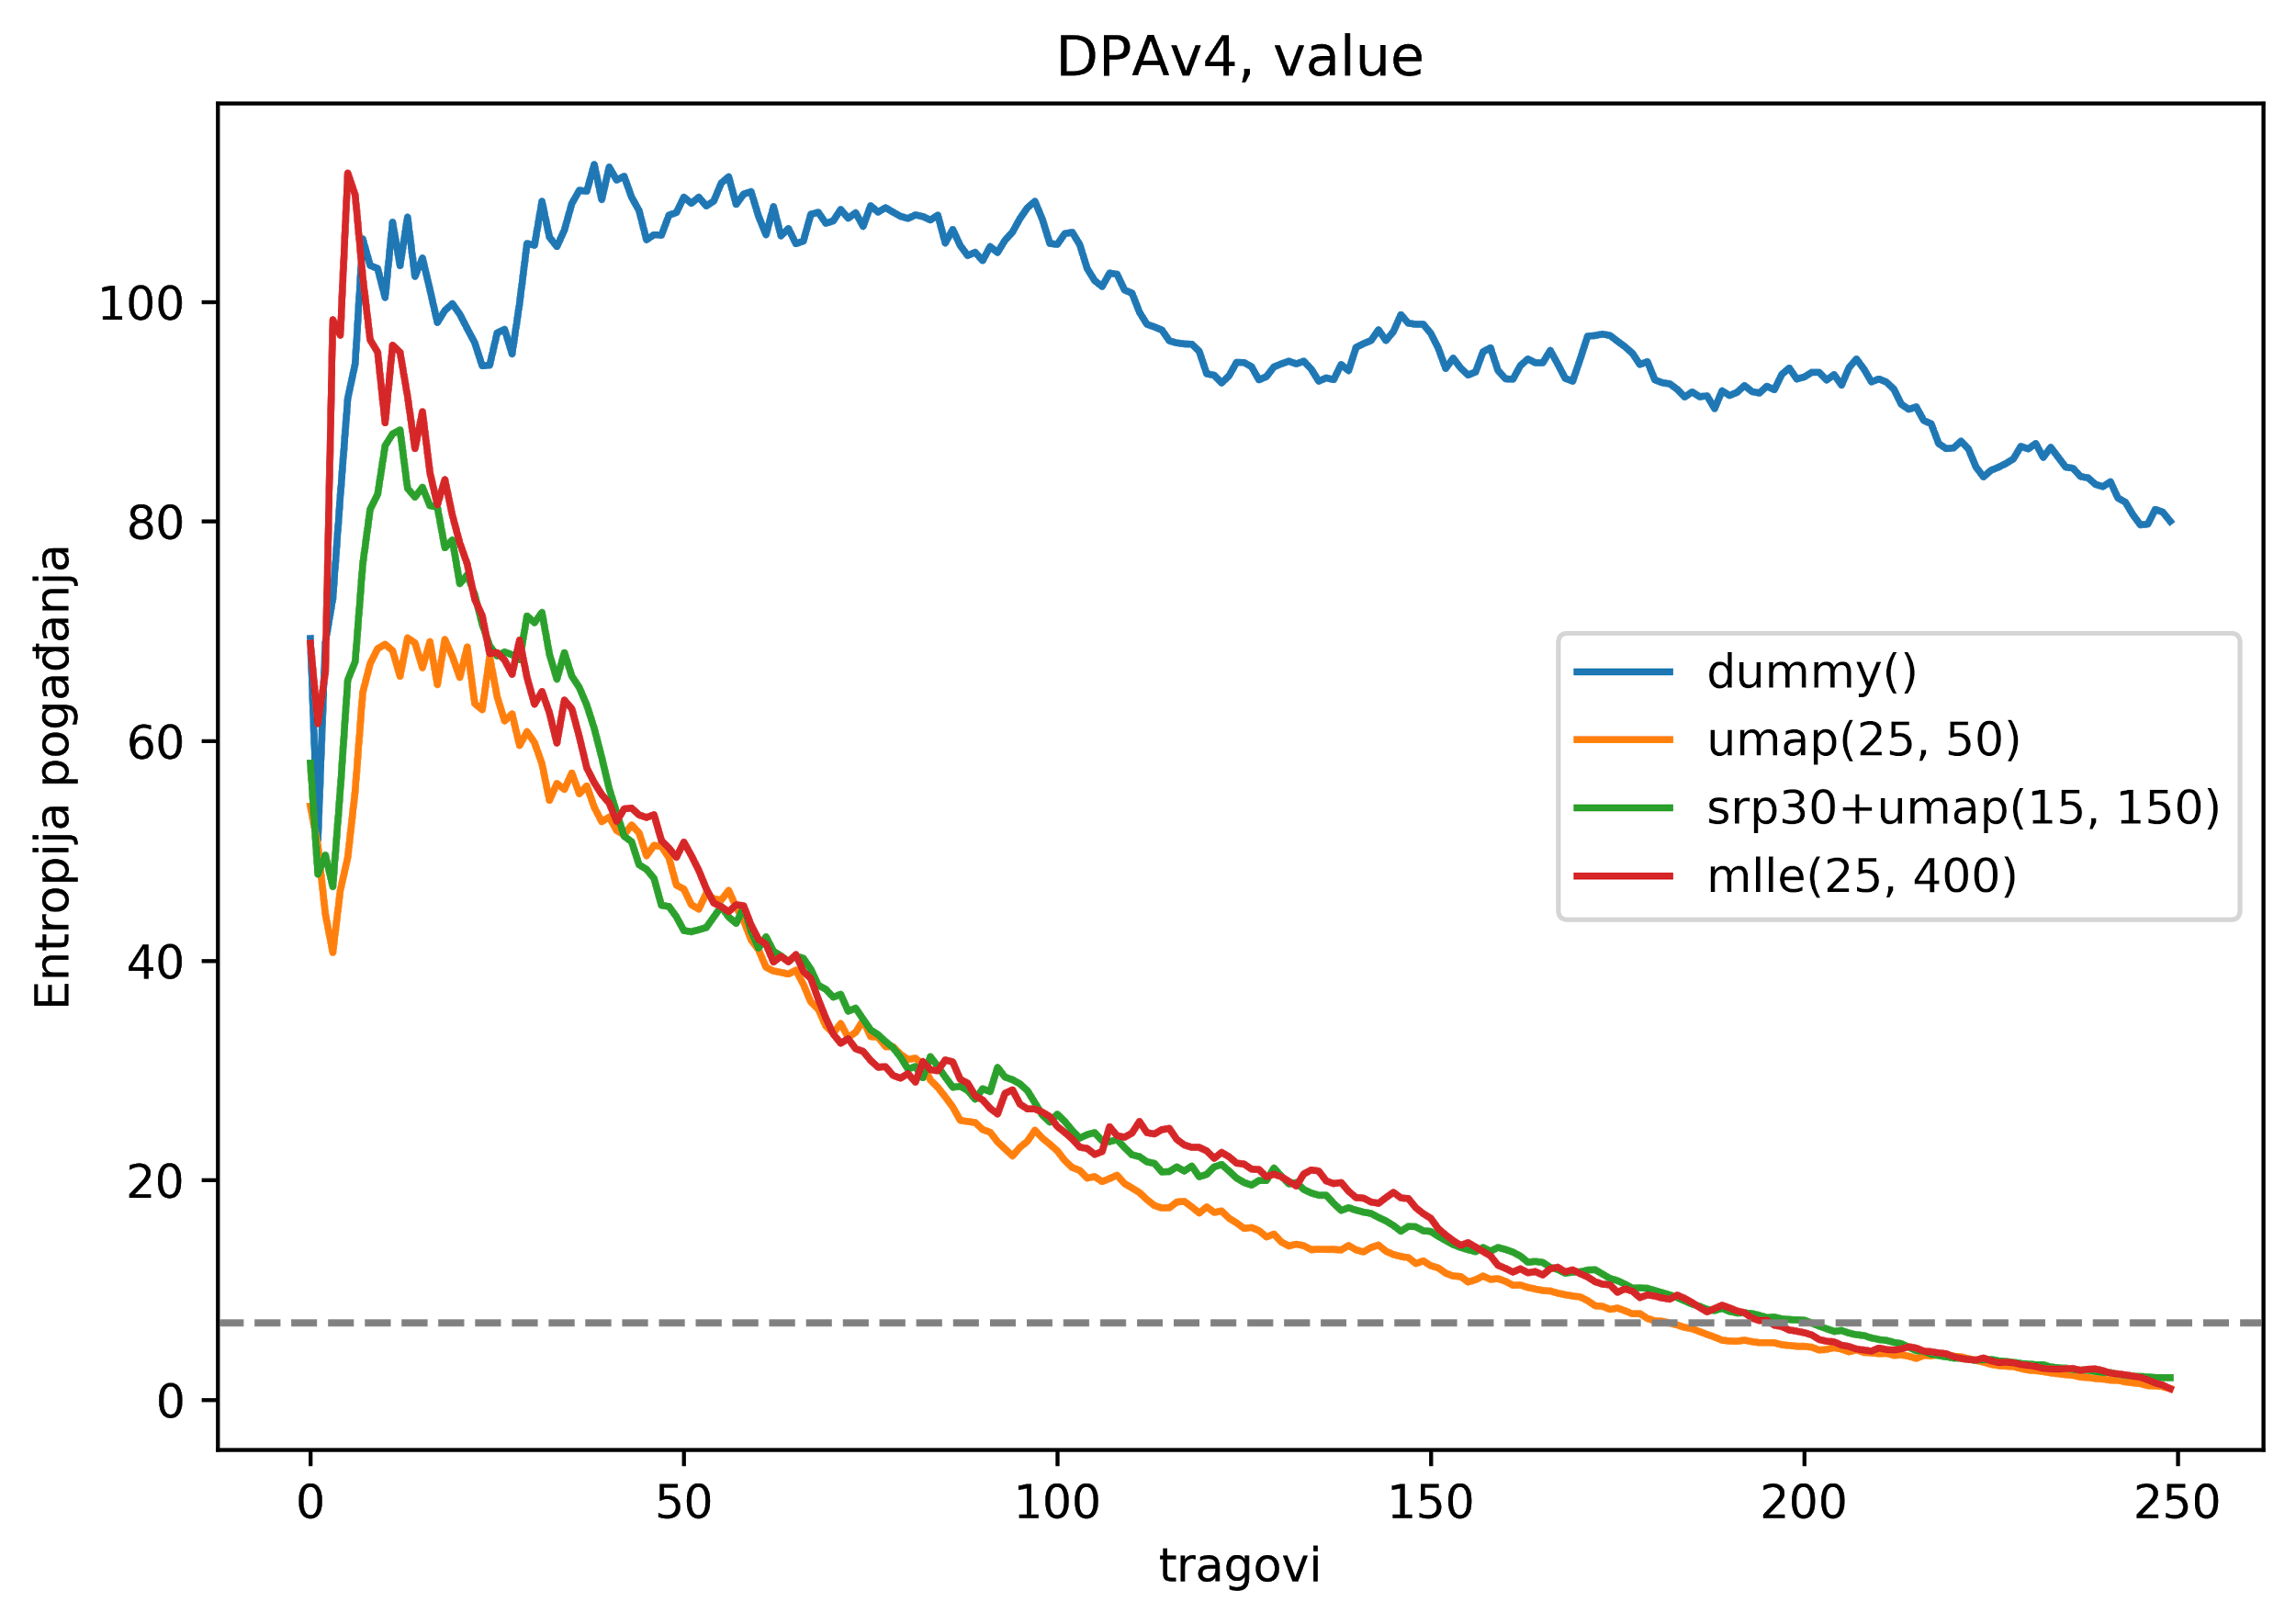 DPAv4, value
Entropija pogađanja
100
80
60
40
20
0
dummy()
umap(25, 50)
srp30+umap(15, 150)
mlle(25, 400)
0 50 100 150 200 250
tragovi